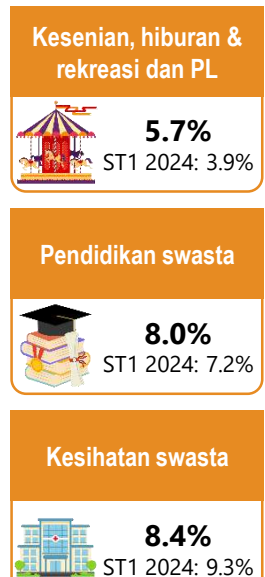 Kesenian, hiburan &
rekreasi dan PL
5.7%
ST1 2024: 3.9%
Pendidikan swasta
8.0%
ST1 2024: 7.2%
Kesihatan swasta
8.4%
ST1 2024: 9.3%